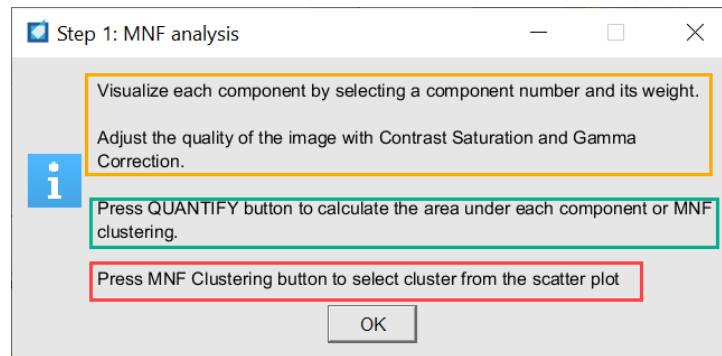 Step 1: MNF analysis
Visualize each component by selecting a component number and its weight.
Adjust the quality of the image with Contrast Saturation and Gamma
Correction.
Press QUANTIFY button to calculate the area under each component or MNF
clustering.
Press MNF Clustering button to select cluster from the scatter plot
OK